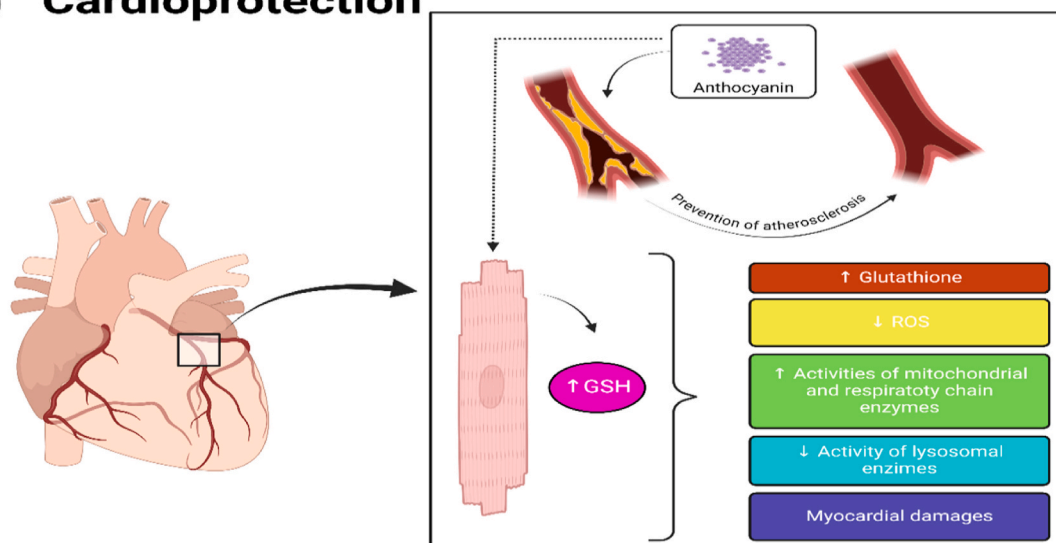 Cardioprotection
Anthocyanin
Prevention of atherosclerosis
↑ GSH
↑ Glutathione
↓ ROS
↑ Activities of mitochondrial
and respiratoty chain
enzymes
↓ Activity of lysosomal
enzimes
Myocardial damages